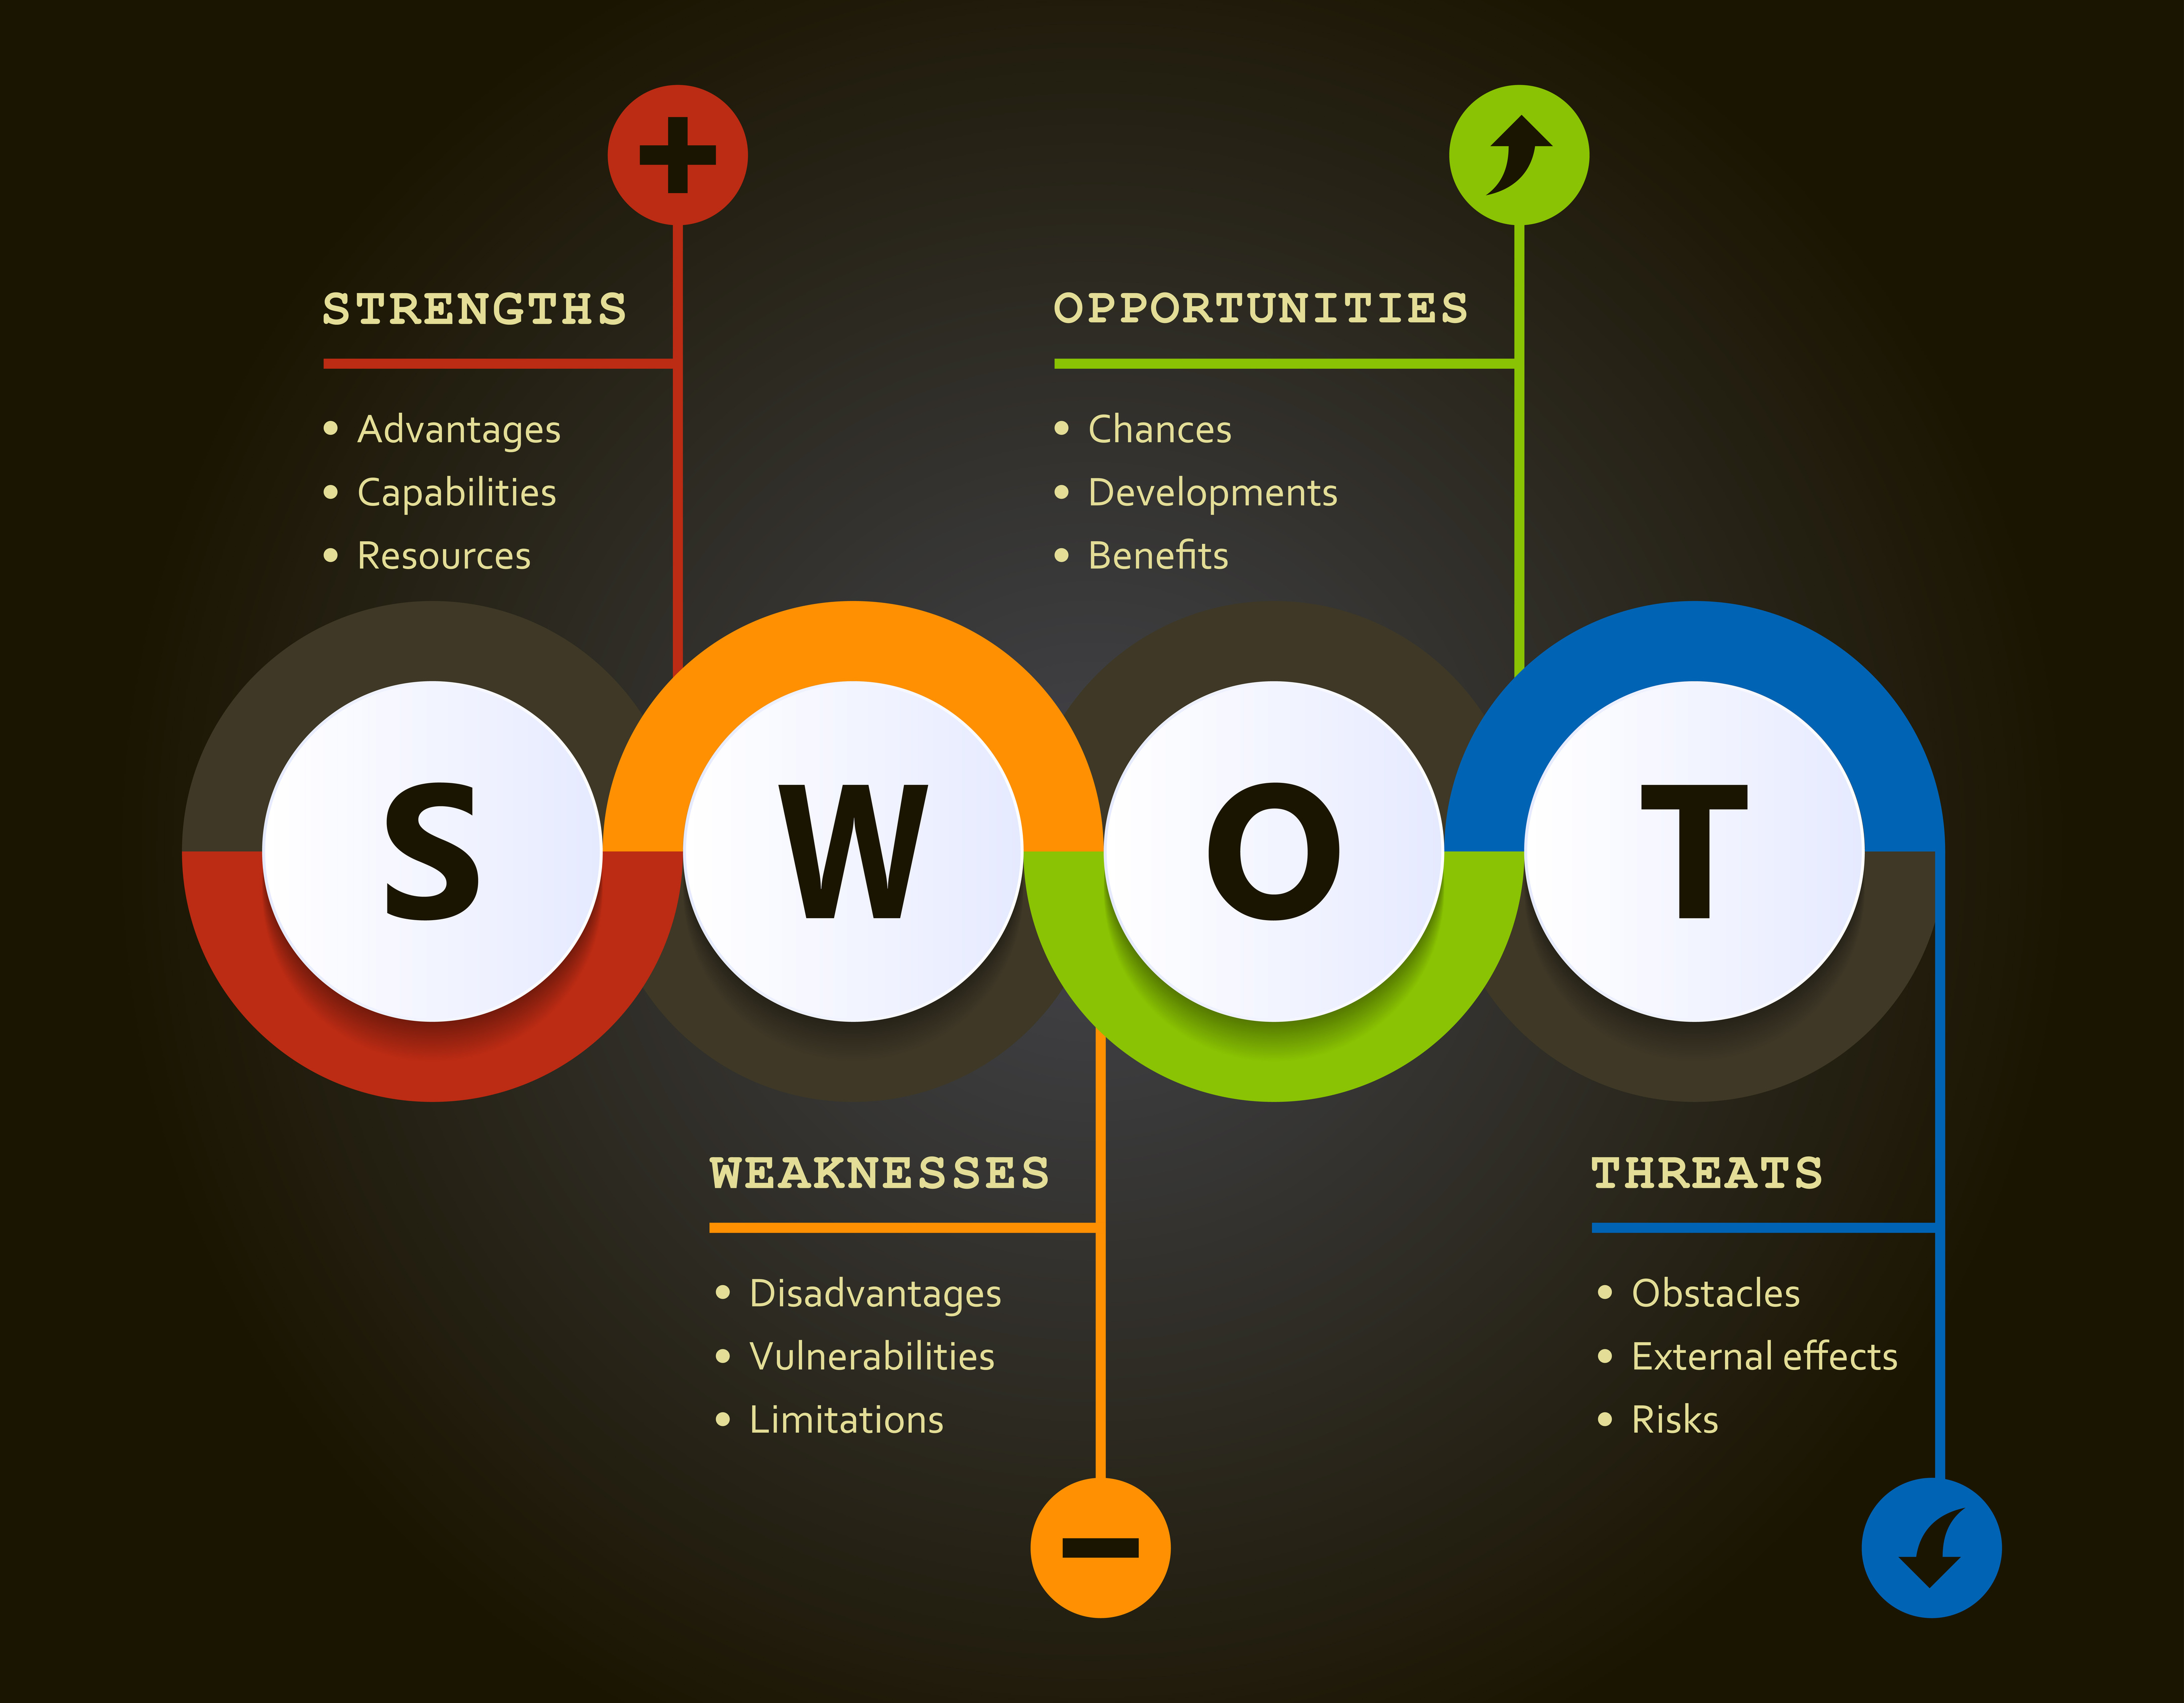 STRENGTHS
• Advantages
• Capabilities
• Resources
OPPORTUNITIES
• Chances
• Developments
• Benefits
S W O T
WEAKNESSES
• Disadvantages
• Vulnerabilities
• Limitations
THREATS
• Obstacles
• External effects
• Risks